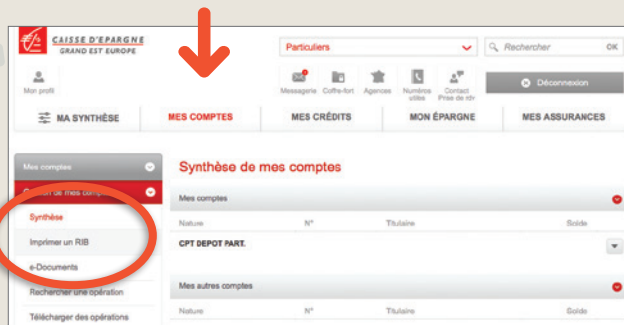 CAISSE D'EPARGNE
GRAND EST EUROPE
Particuliers
Rechercher OK
Mon profil
Messagerie Coffre-fort Agences Numéros utiles Contact Prise de rdv
Déconnexion
MA SYNTHÈSE MES COMPTES MES CRÉDITS MON ÉPARGNE MES ASSURANCES
Mes comptes
Synthèse de mes comptes
de mes comptes
Mes comptes
Synthèse
Nature N° Titulaire Solde
Imprimer un RIB
CPT DEPOT PART.
e-Documents
Mes autres comptes
Rechercher une opération
Nature N° Titulaire Solde
Télécharger des opérations